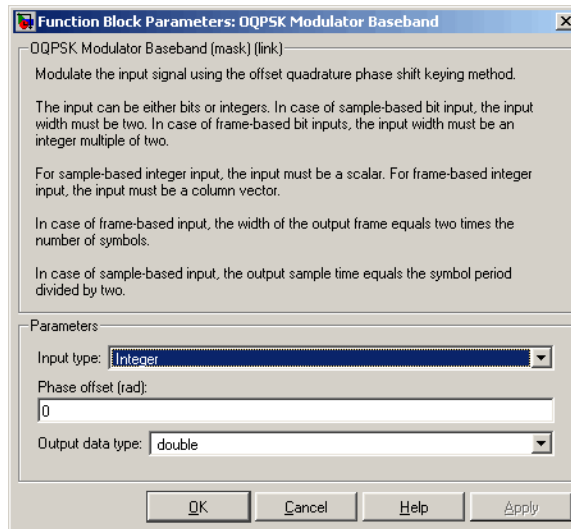 Function Block Parameters: OQPSK Modulator Baseband
OQPSK Modulator Baseband (mask) (link)
Modulate the input signal using the offset quadrature phase shift keying method.
The input can be either bits or integers. In case of sample-based bit input, the input
width must be two. In case of frame-based bit inputs, the input width must be an
integer multiple of two.
For sample-based integer input, the input must be a scalar. For frame-based integer
input, the input must be a column vector.
In case of frame-based input, the width of the output frame equals two times the
number of symbols.
In case of sample-based input, the output sample time equals the symbol period
divided by two.
Parameters
Input type: Integer
Phase offset (rad):
0
Output data type: double
OK Cancel Help Apply